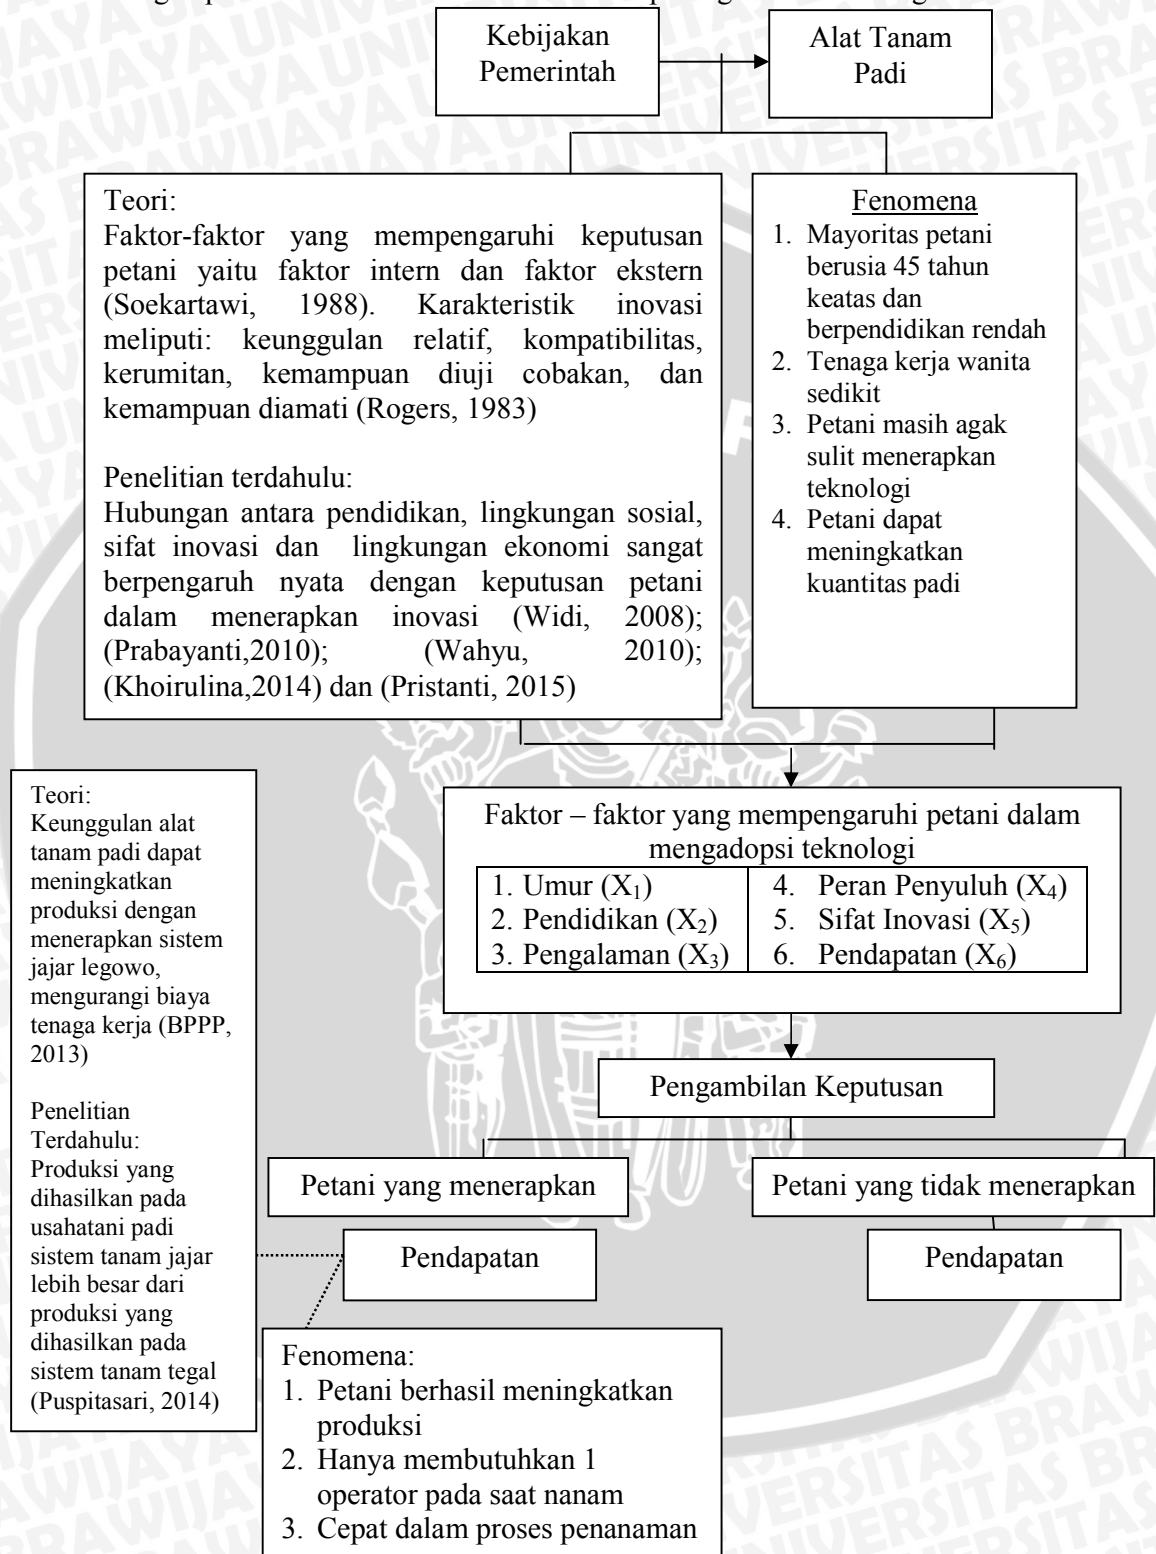 Kebijakan
Pemerintah
Alat Tanam
Padi
Teori:
Faktor-faktor yang mempengaruhi keputusan
petani yaitu faktor intern dan faktor ekstern
(Soekartawi, 1988). Karakteristik inovasi
meliputi: keunggulan relatif, kompatibilitas,
kerumitan, kemampuan diuji cobakan, dan
kemampuan diamati (Rogers, 1983)
Penelitian terdahulu:
Hubungan antara pendidikan, lingkungan sosial,
sifat inovasi dan lingkungan ekonomi sangat
berpengaruh nyata dengan keputusan petani
dalam menerapkan inovasi (Widi, 2008);
(Prabayanti,2010); (Wahyu, 2010);
(Khoirulina,2014) dan (Pristanti, 2015)
Fenomena
1. Mayoritas petani
berusia 45 tahun
keatas dan
berpendidikan rendah
2. Tenaga kerja wanita
sedikit
3. Petani masih agak
sulit menerapkan
teknologi
4. Petani dapat
meningkatkan
kuantitas padi
Teori:
Keunggulan alat
tanam padi dapat
meningkatkan
produksi dengan
menerapkan sistem
jajar legowo,
mengurangi biaya
tenaga kerja (BPPP,
2013)
Penelitian
Terdahulu:
Produksi yang
dihasilkan pada
usahatani padi
sistem tanam jajar
lebih besar dari
produksi yang
dihasilkan pada
sistem tanam tegal
(Puspitasari, 2014)
Faktor – faktor yang mempengaruhi petani dalam
mengadopsi teknologi
1. Umur (X₁)
2. Pendidikan (X₂)
3. Pengalaman (X₃)
4. Peran Penyuluh (X₄)
5. Sifat Inovasi (X₅)
6. Pendapatan (X₆)
Pengambilan Keputusan
Petani yang menerapkan
Petani yang tidak menerapkan
Pendapatan
Pendapatan
Fenomena:
1. Petani berhasil meningkatkan
produksi
2. Hanya membutuhkan 1
operator pada saat nanam
3. Cepat dalam proses penanaman